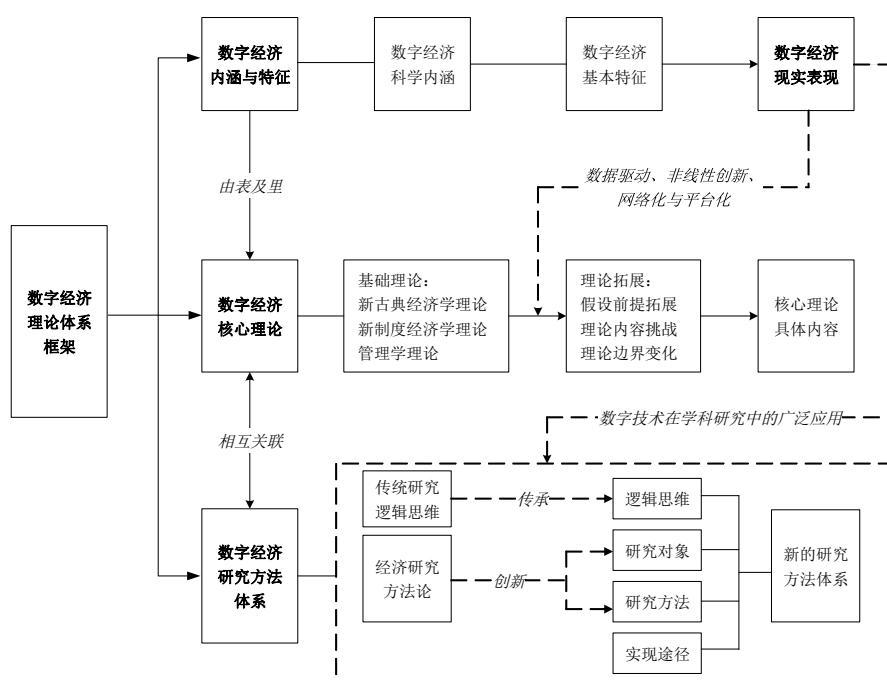 数字经济
内涵与特征
数字经济
科学内涵
数字经济
基本特征
数字经济
现实表现
由表及里
数据驱动、非线性创新、
网络化与平台化
数字经济
理论体系
框架
数字经济
核心理论
基础理论：
新古典经济学理论
新制度经济学理论
管理学理论
理论拓展：
假设前提拓展
理论内容挑战
理论边界变化
核心理论
具体内容
相互关联
数字技术在学科研究中的广泛应用
数字经济
研究方法
体系
传统研究
逻辑思维
传承
逻辑思维
经济研究
方法论
创新
研究对象
研究方法
实现途径
新的研究
方法体系